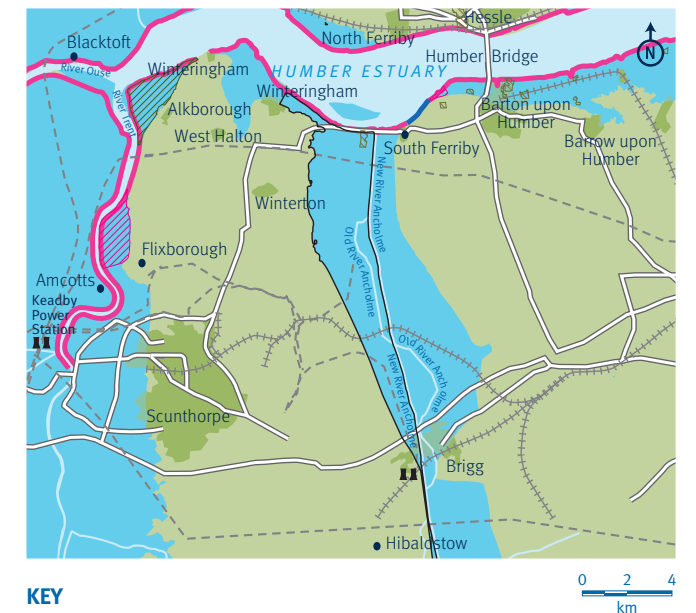 Hessle
Blacktoft
North Ferriby
Humber Bridge
River Ouse
Winteringham
HUMBER ESTUARY
N
River Trent
Winteringham
Alkborough
Barton upon
Humber
West Halton
South Ferriby
Barrow upon
Humber
New River Ancholme
Winterton
Old River Ancholme
Flixborough
Amcotts
Keadby
Power
Station
Old River Ancholme
New River Ancholme
Scunthorpe
Brigg
Hibaldstow
KEY
0 2 4
km